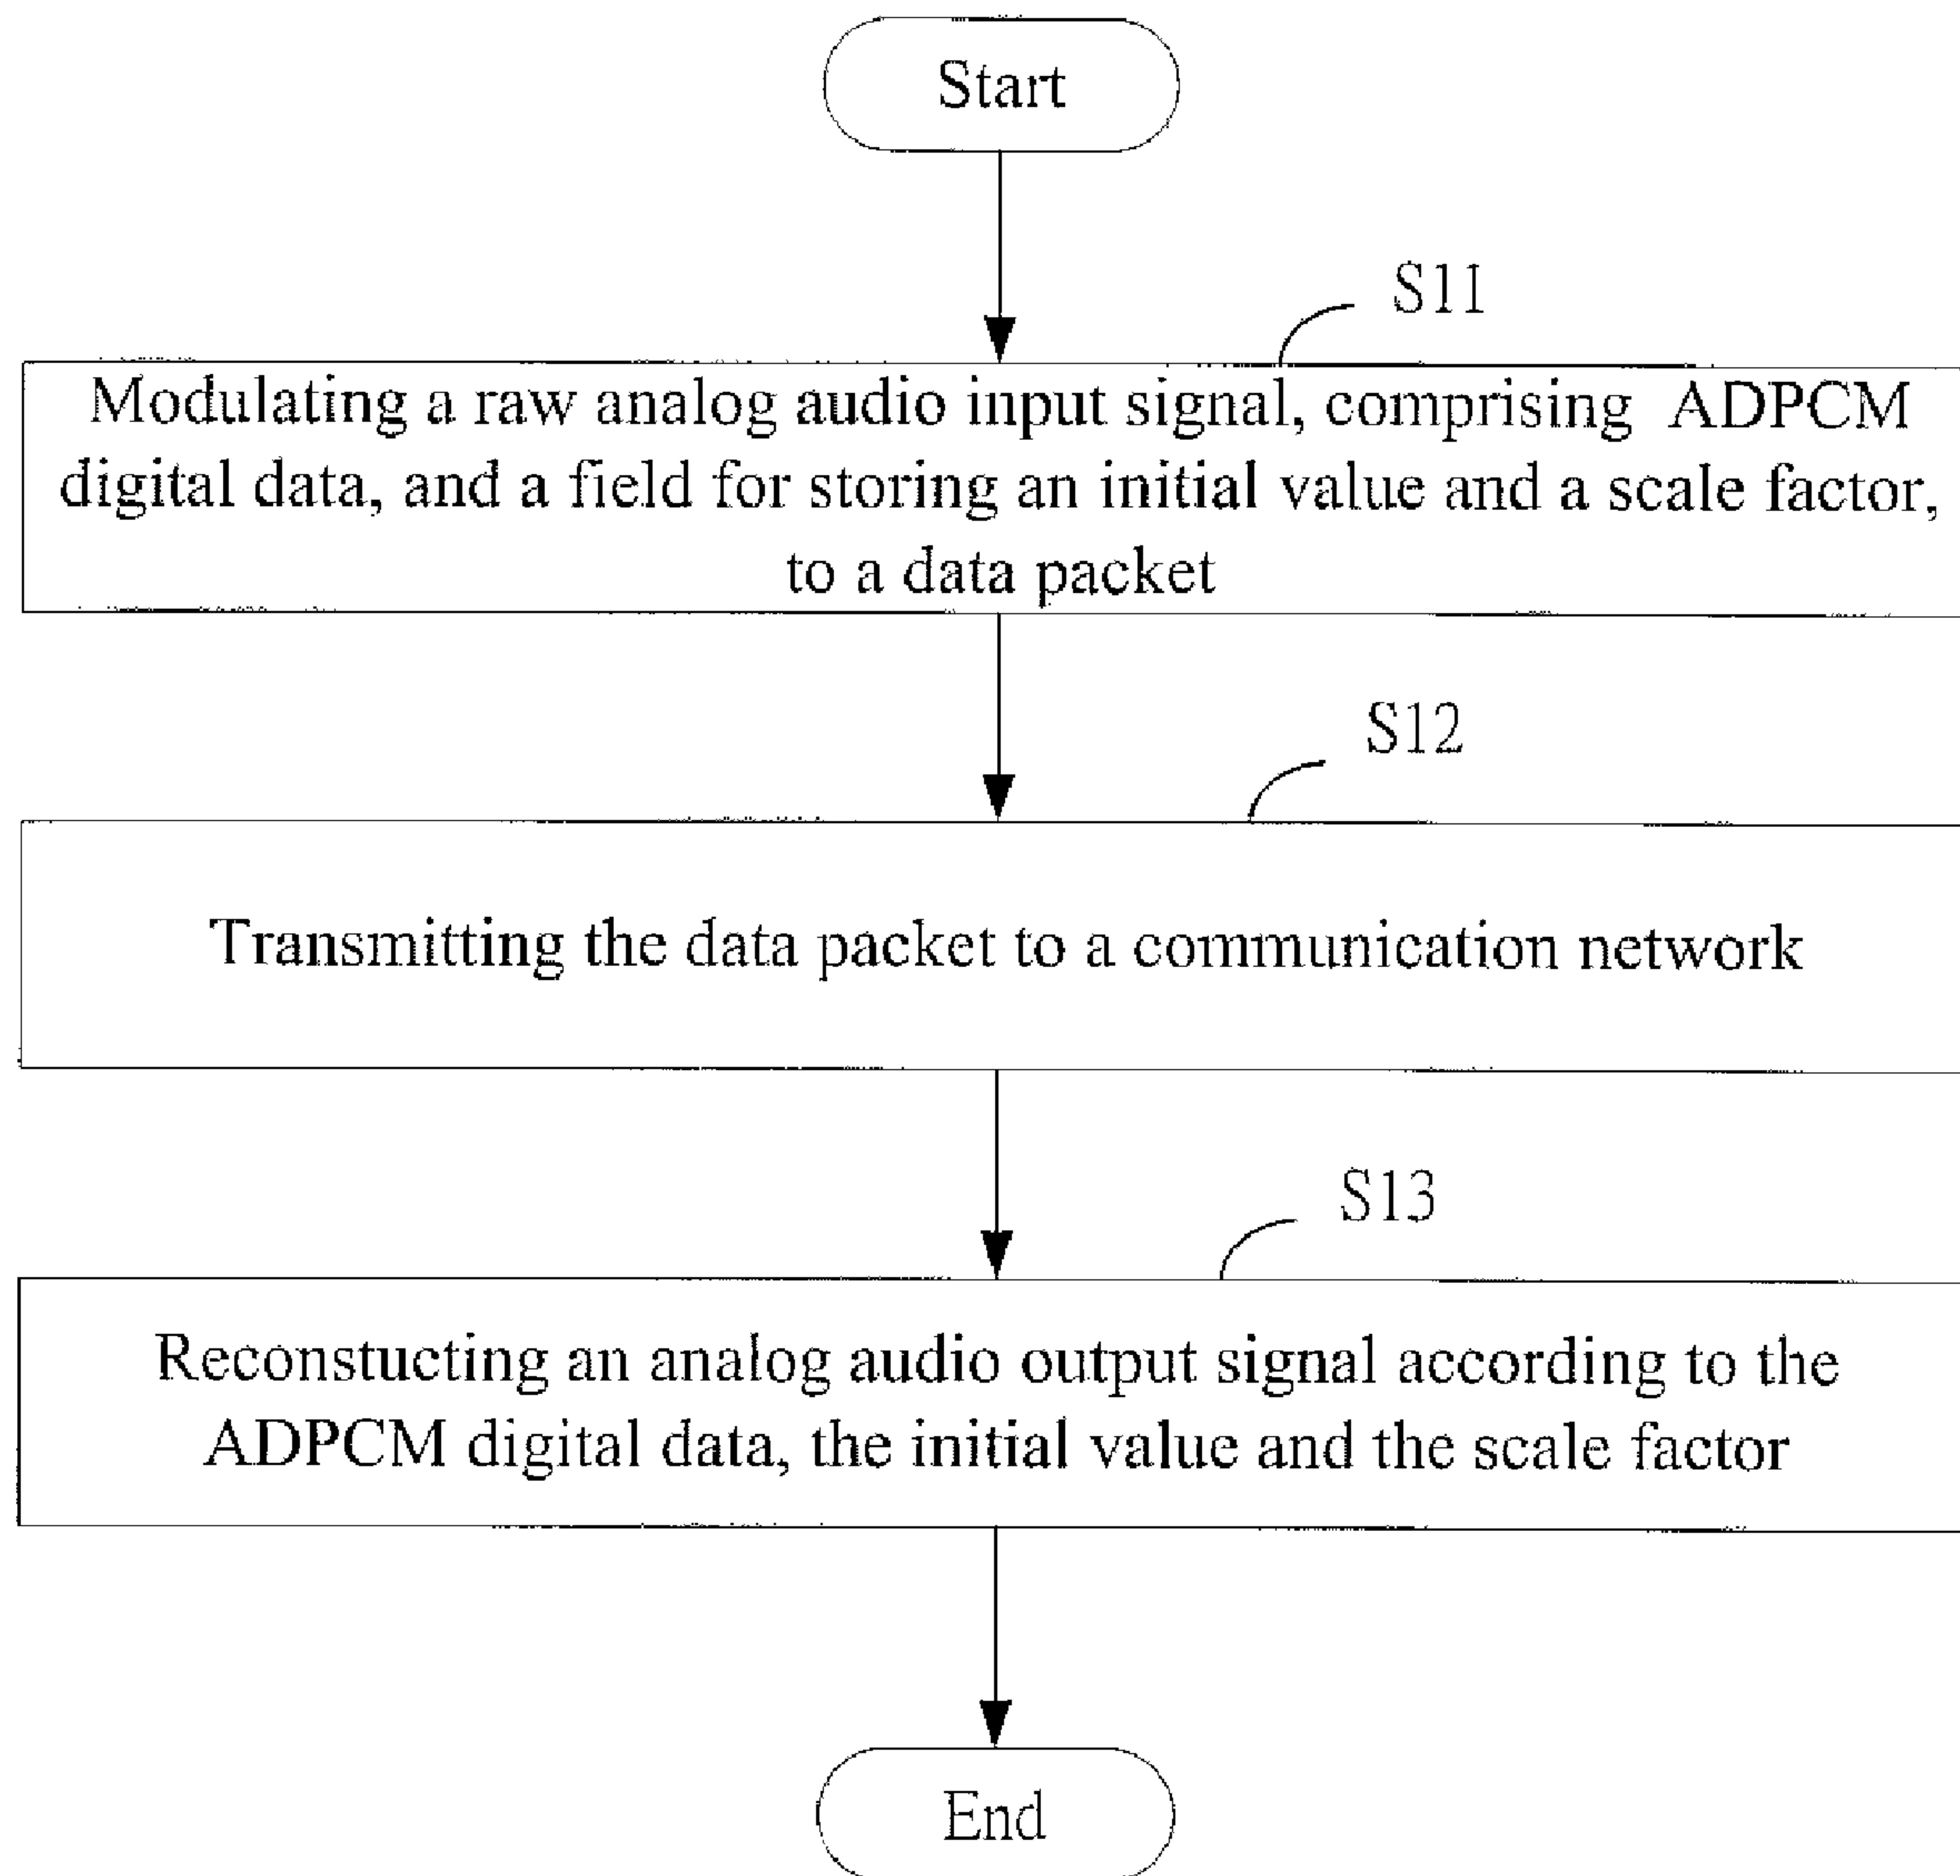 Start
S11
Modulating a raw analog audio input signal, comprising ADPCM
digital data, and a field for storing an initial value and a scale factor,
to a data packet
S12
Transmitting the data packet to a communication network
S13
Reconstucting an analog audio output signal according to the
ADPCM digital data, the initial value and the scale factor
End